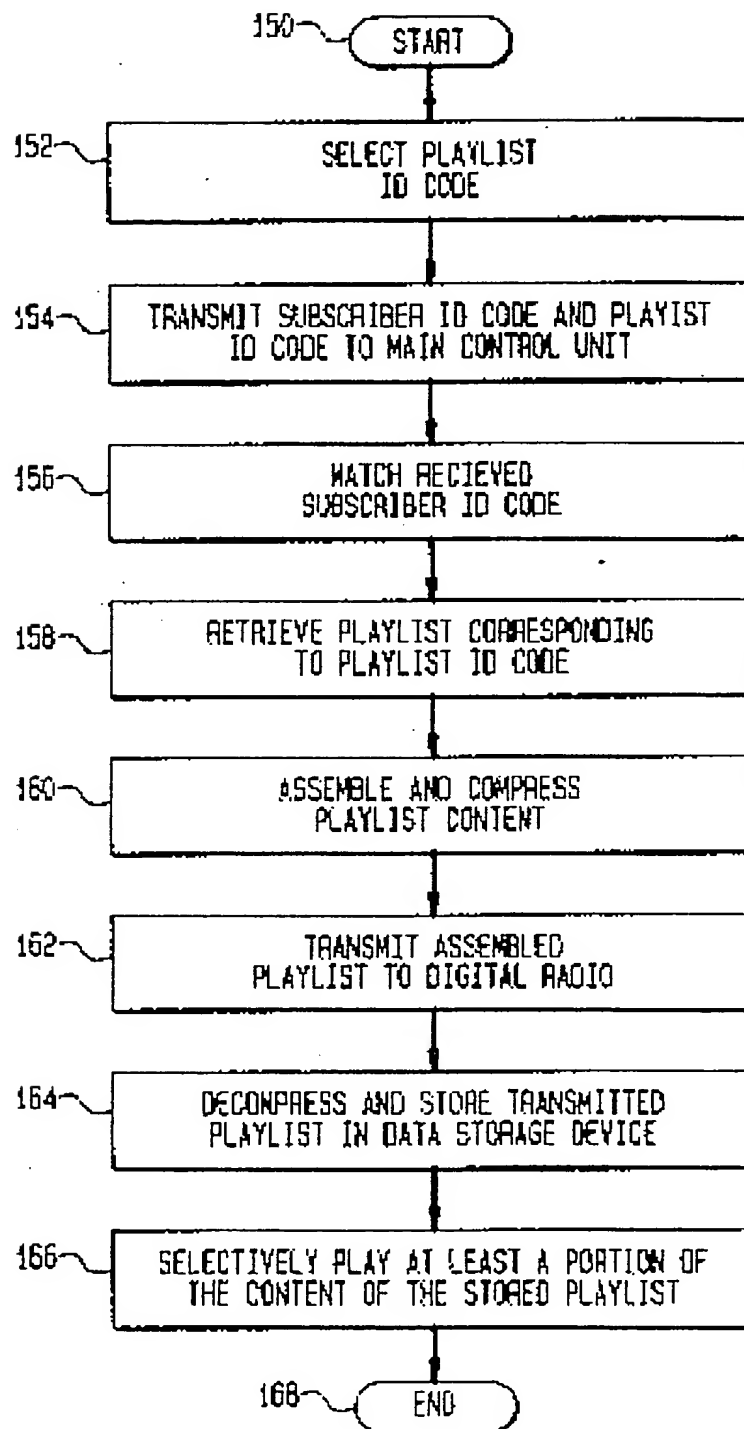 150 START
152 SELECT PLAYLIST
ID CODE
154 TRANSMIT SUBSCRIBER ID CODE AND PLAYIST
ID CODE TO MAIN CONTROL UNIT
156 MATCH RECIEVED
SUBSCRIBER ID CODE
158 RETRIEVE PLAYLIST CORRESPONDING
TO PLAYLIST ID CODE
160 ASSEMBLE AND COMPRESS
PLAYLIST CONTENT
162 TRANSMIT ASSEMBLED
PLAYLIST TO DIGITAL RADIO
164 DECOMPRESS AND STORE TRANSMITTED
PLAYLIST IN DATA STORAGE DEVICE
166 SELECTIVELY PLAY AT LEAST A PORTION OF
THE CONTENT OF THE STORED PLAYLIST
168 END